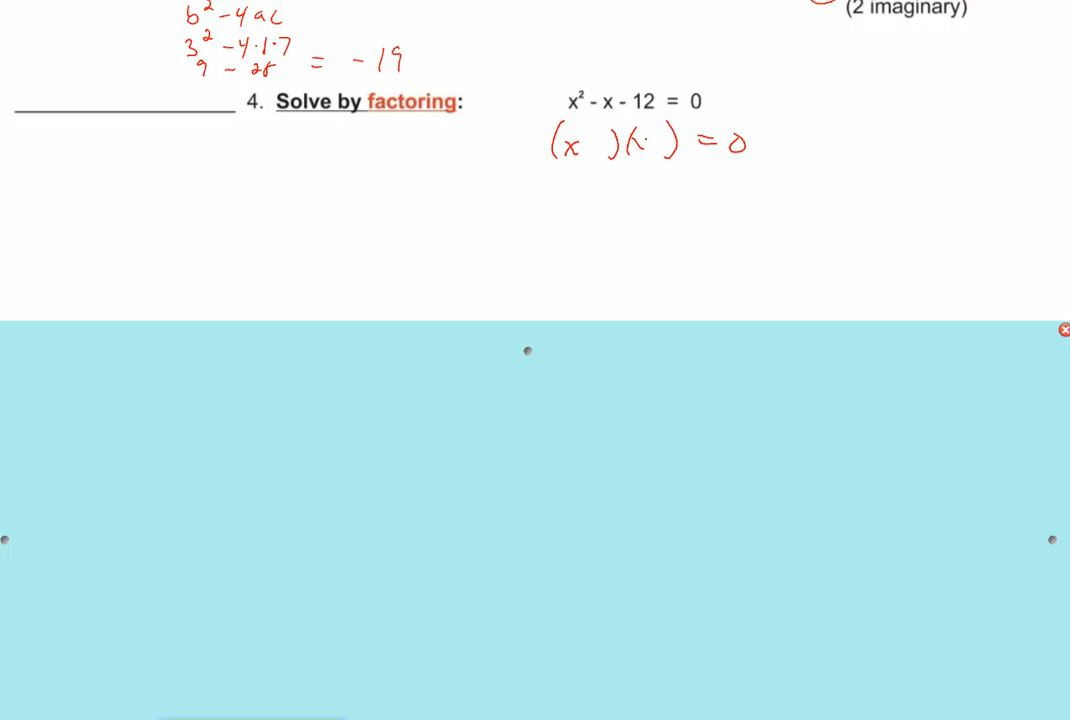 b² - 4ac
(2 imaginary)
3² - 4·1·7
9 - 28 = -19
____________________ 4. Solve by factoring: x² - x - 12 = 0
(x )(x ) = 0